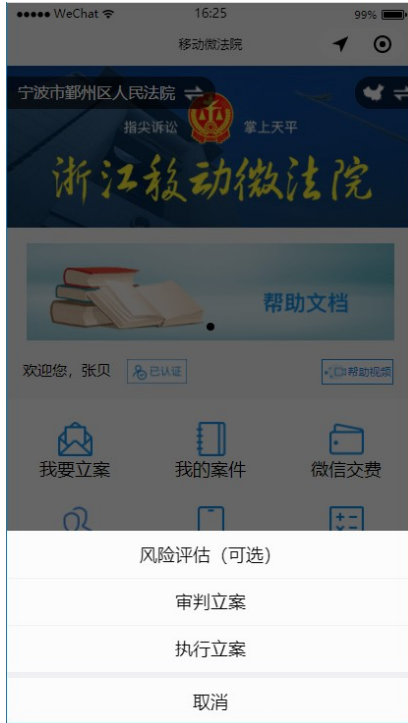 ●●●●● WeChat 16:25 99%
移动微法院
宁波市鄞州区人民法院
指尖诉讼 掌上天平
浙江移动微法院
帮助文档
欢迎您，张贝 已认证 帮助视频
我要立案 我的案件 微信交费
风险评估（可选）
审判立案
执行立案
取消